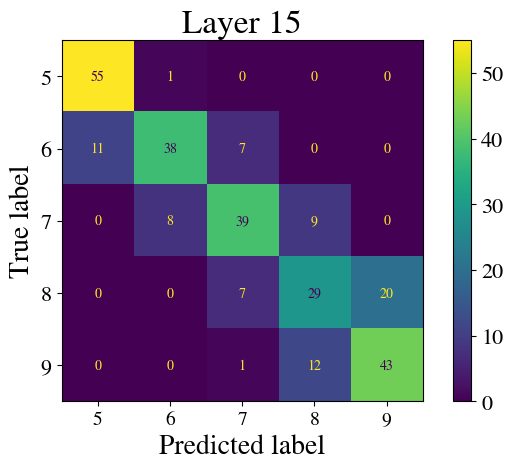 Layer 15
True label
5 55 1 0 0 0
6 11 38 7 0 0
7 0 8 39 9 0
8 0 0 7 29 20
9 0 0 1 12 43
5 6 7 8 9
Predicted label
50
40
30
20
10
0